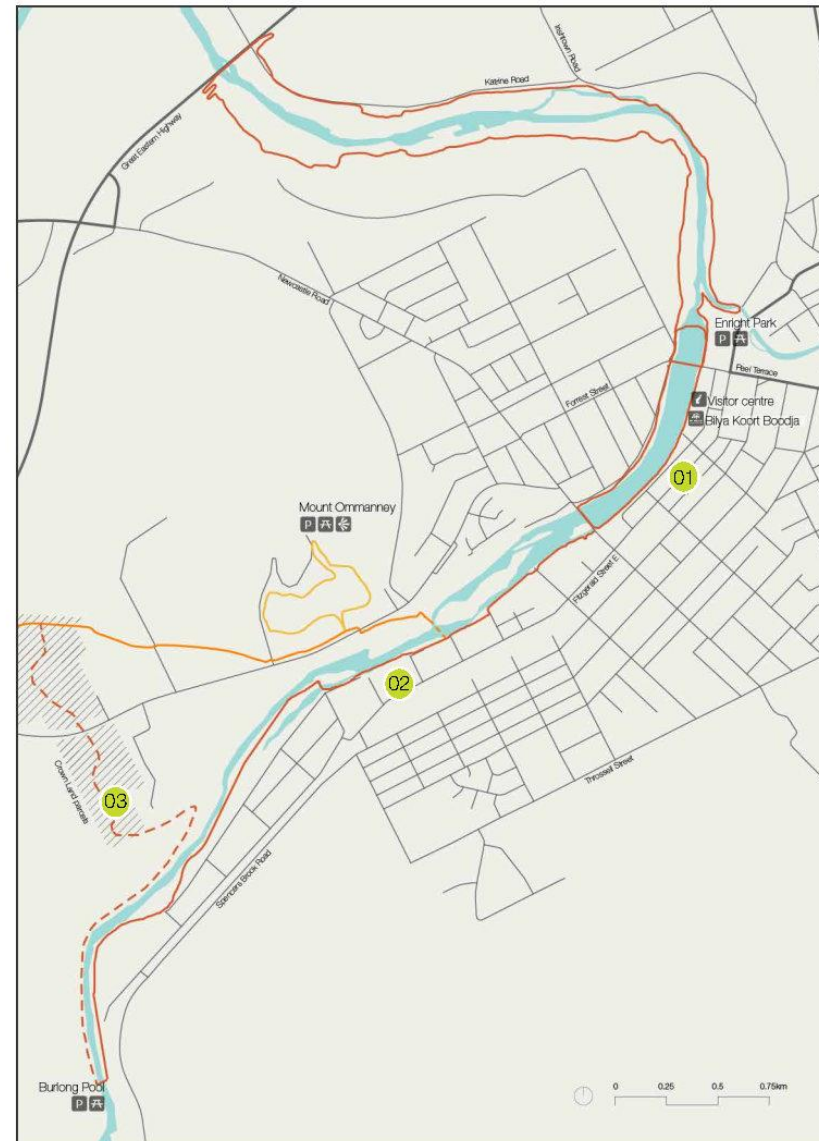 Irishtown Road
Katrine Road
Great Eastern Highway
Newcastle Road
Enright Park
P
Peel Terrace
Forrest Street
Visitor centre
Bilya Koort Boodja
01
Mount Ommanney
P
Fitzgerald Street E
02
Throssell Street
Crown Land parcels
03
Spencers Brook Road
Burlong Pool
P
0 0.25 0.5 0.75km